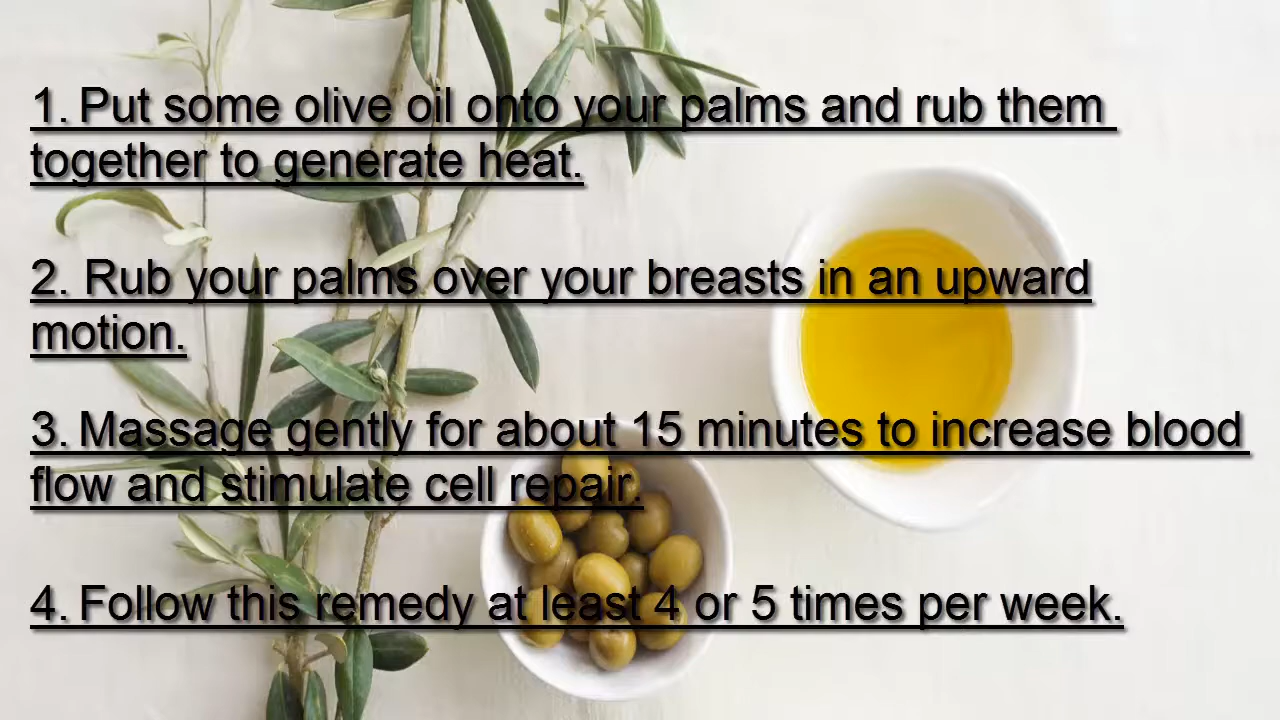 1. Put some olive oil onto your palms and rub them
together to generate heat.
2. Rub your palms over your breasts in an upward
motion.
3. Massage gently for about 15 minutes to increase blood
flow and stimulate cell repair.
4. Follow this remedy at least 4 or 5 times per week.